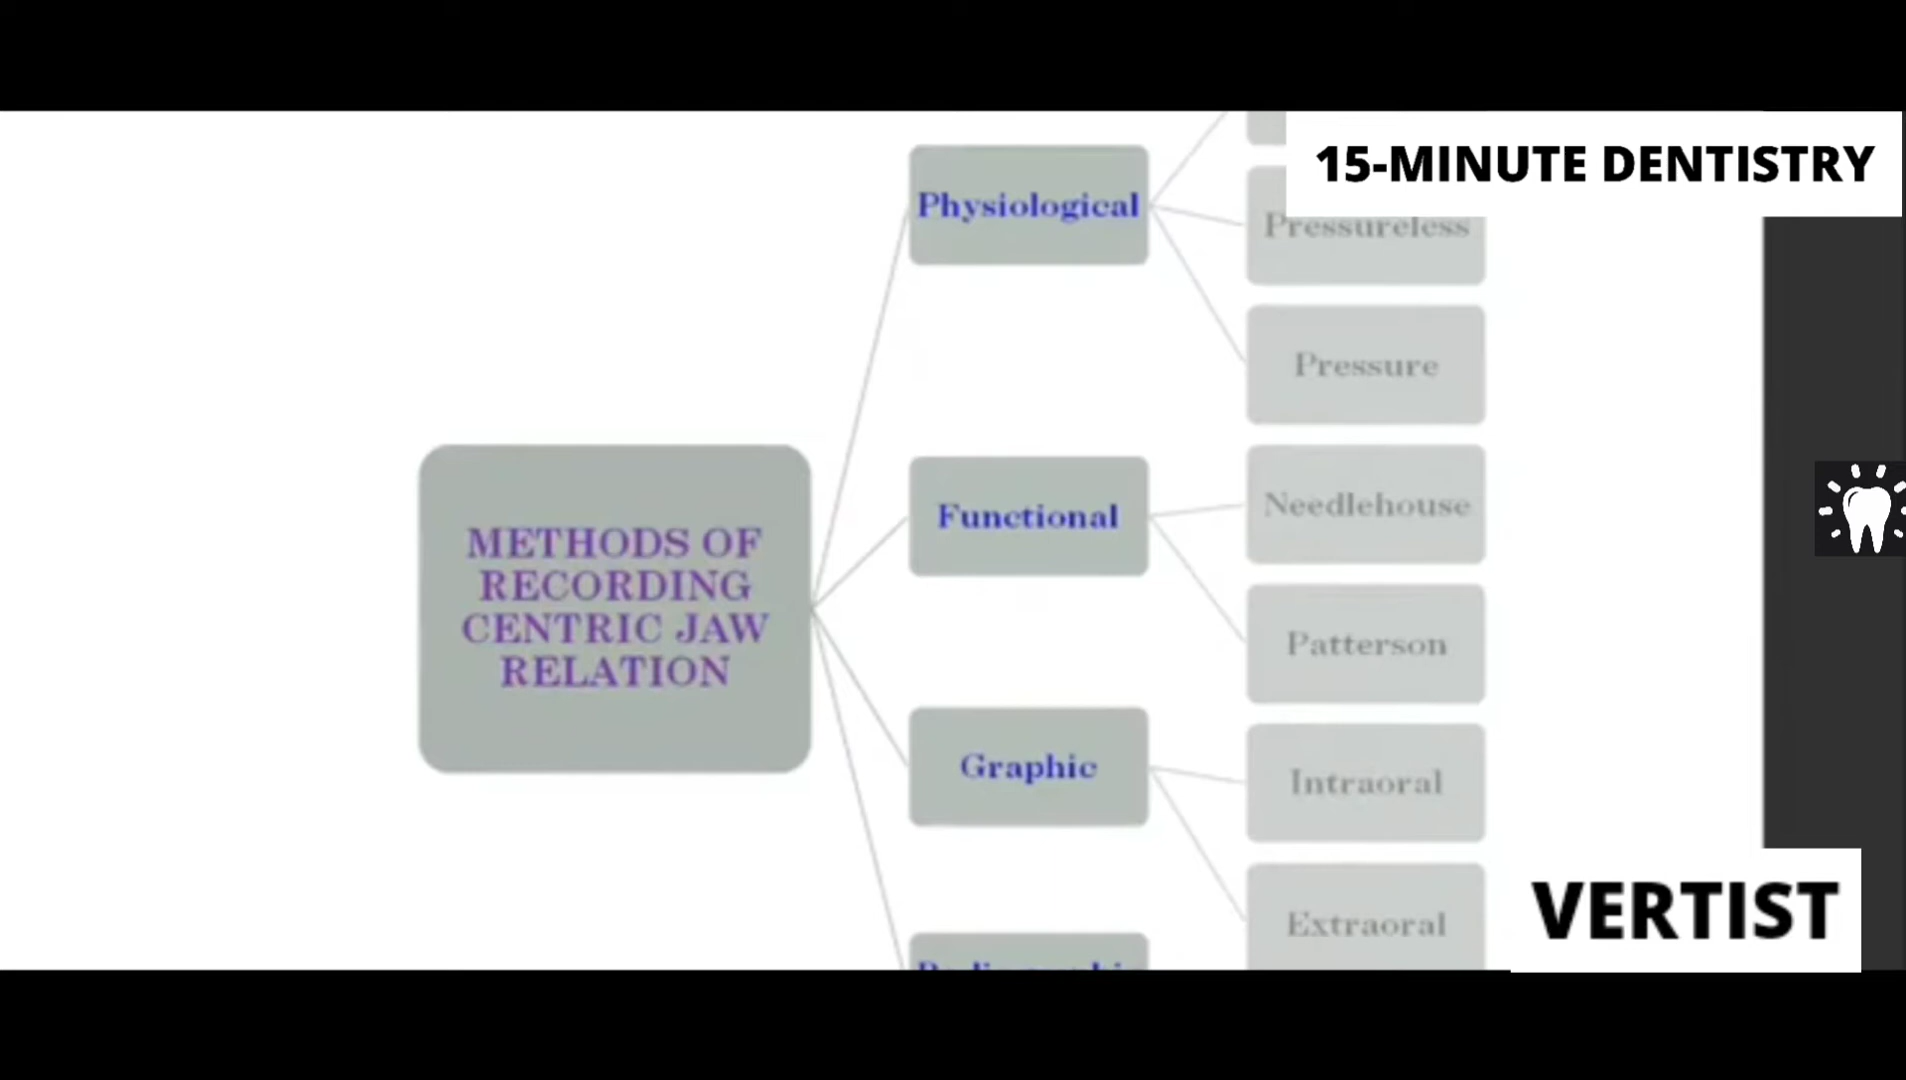 15-MINUTE DENTISTRY
Physiological
Pressureless
Pressure
Functional
Needlehouse
Patterson
METHODS OF
RECORDING
CENTRIC JAW
RELATION
Graphic
Intraoral
Extraoral
VERTIST